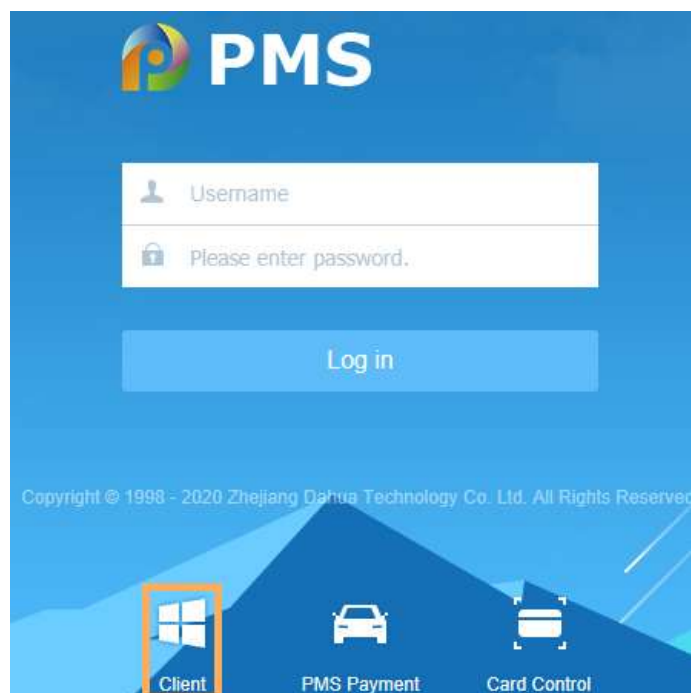 PMS
Username
Please enter password.
Log in
Copyright © 1998 - 2020 Zhejiang Dahua Technology Co. Ltd. All Rights Reserved
Client PMS Payment Card Control